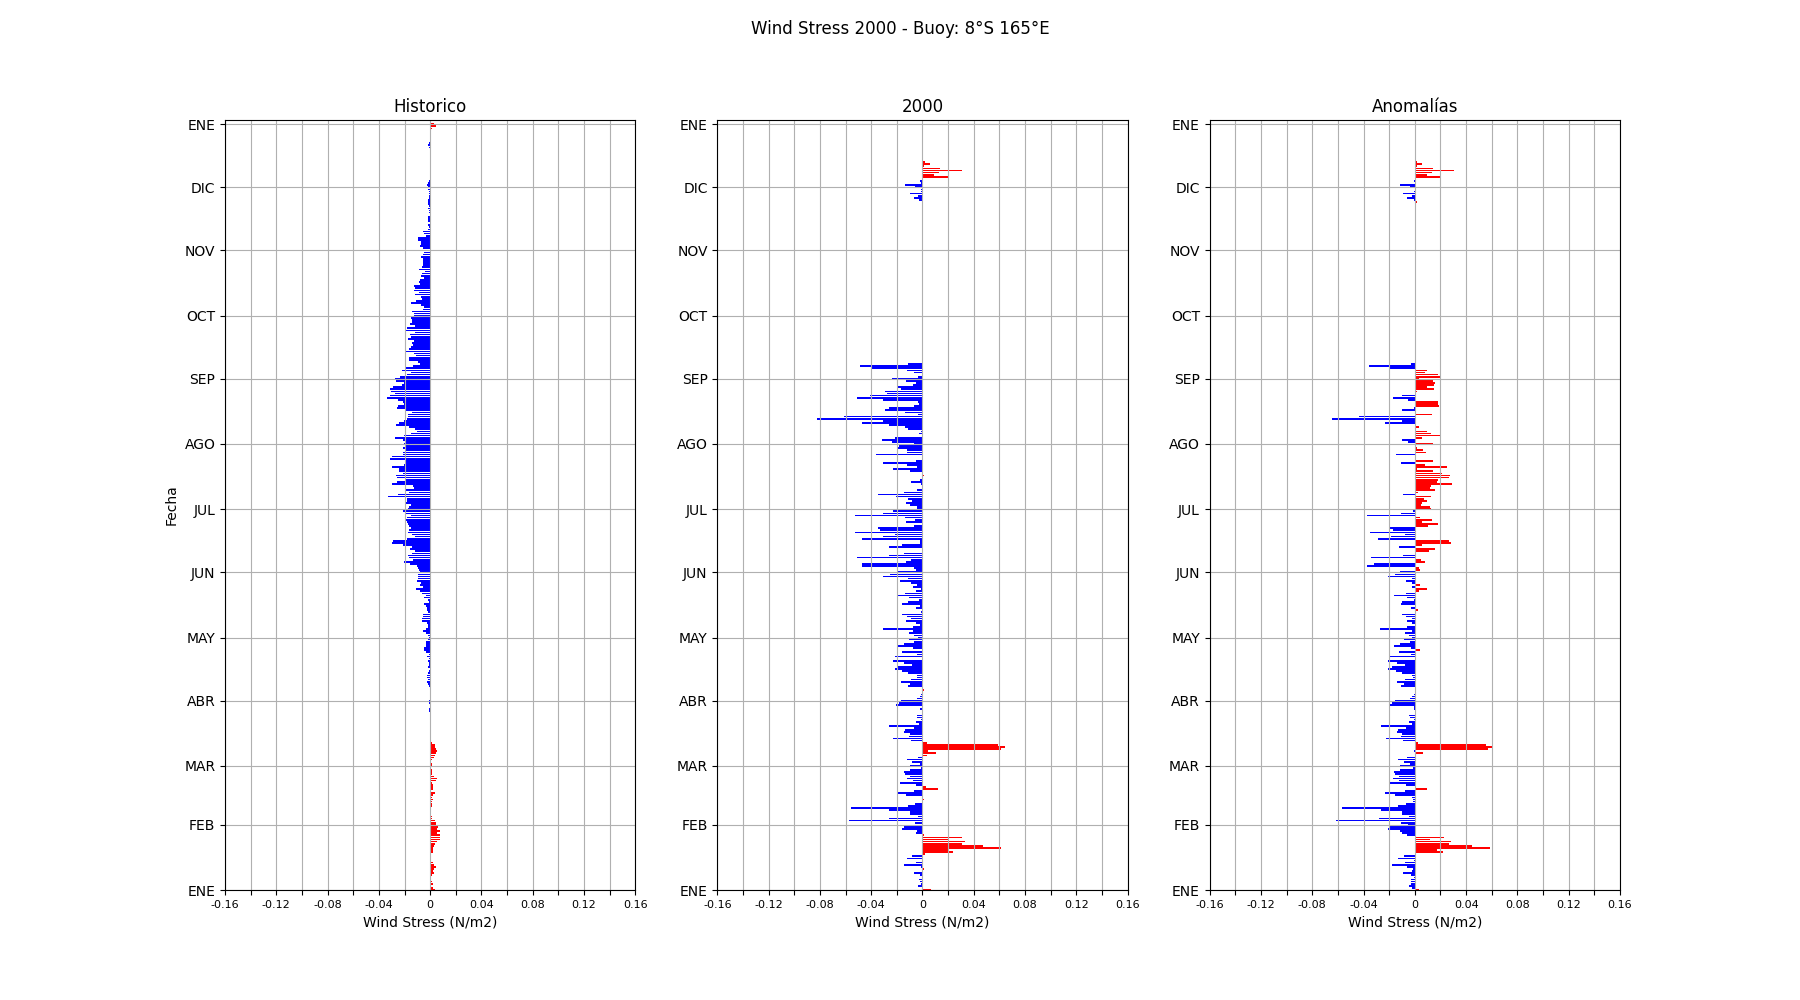 Wind Stress 2000 - Buoy: 8°S 165°E
Historico
ENE
DIC
NOV
OCT
SEP
AGO
JUL
JUN
MAY
ABR
MAR
FEB
ENE
Fecha
-0.16 -0.12 -0.08 -0.04 0 0.04 0.08 0.12 0.16
Wind Stress (N/m2)
2000
ENE
DIC
NOV
OCT
SEP
AGO
JUL
JUN
MAY
ABR
MAR
FEB
ENE
-0.16 -0.12 -0.08 -0.04 0 0.04 0.08 0.12 0.16
Wind Stress (N/m2)
Anomalías
ENE
DIC
NOV
OCT
SEP
AGO
JUL
JUN
MAY
ABR
MAR
FEB
ENE
-0.16 -0.12 -0.08 -0.04 0 0.04 0.08 0.12 0.16
Wind Stress (N/m2)